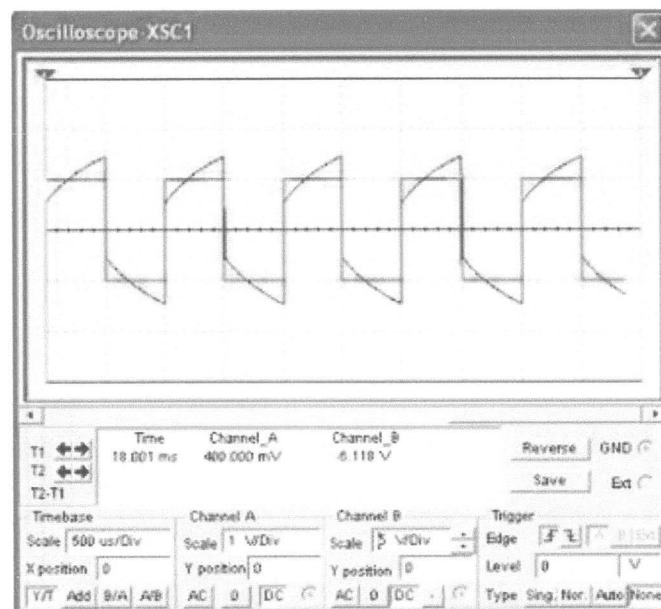 Oscilloscope-XSC1
Time Channel_A Channel_B
T1 18.001 ms 400.000 mV -6.118 V
T2
T2-T1
Reverse GND
Save Ext
Timebase Channel A Channel B Trigger
Scale 500 us/Div Scale 1 V/Div Scale 5 V/Div Edge A B Ext
X position 0 Y position 0 Y position 0 Level 0 V
Y/T Add B/A A/B AC 0 DC AC 0 DC - Type Sing. Nor. Auto None